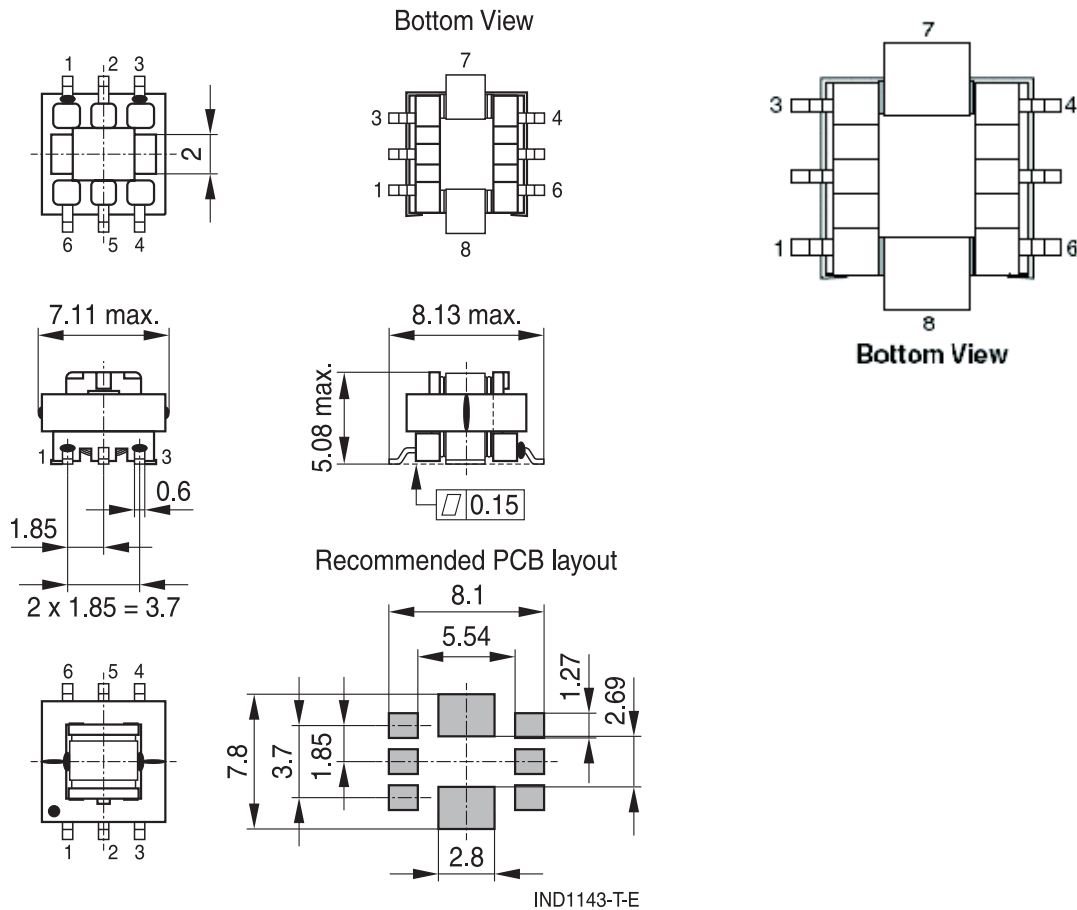 Bottom View
1 2 3
2
6 5 4
7
3 4
1 6
8
7
3 4
1 6
8
Bottom View
7.11 max.
1 3
0.6
1.85
2 x 1.85 = 3.7
8.13 max.
5.08 max.
0.15
Recommended PCB layout
8.1
5.54
1.27
2.69
7.8
3.7
1.85
2.8
6 5 4
1 2 3
IND1143-T-E